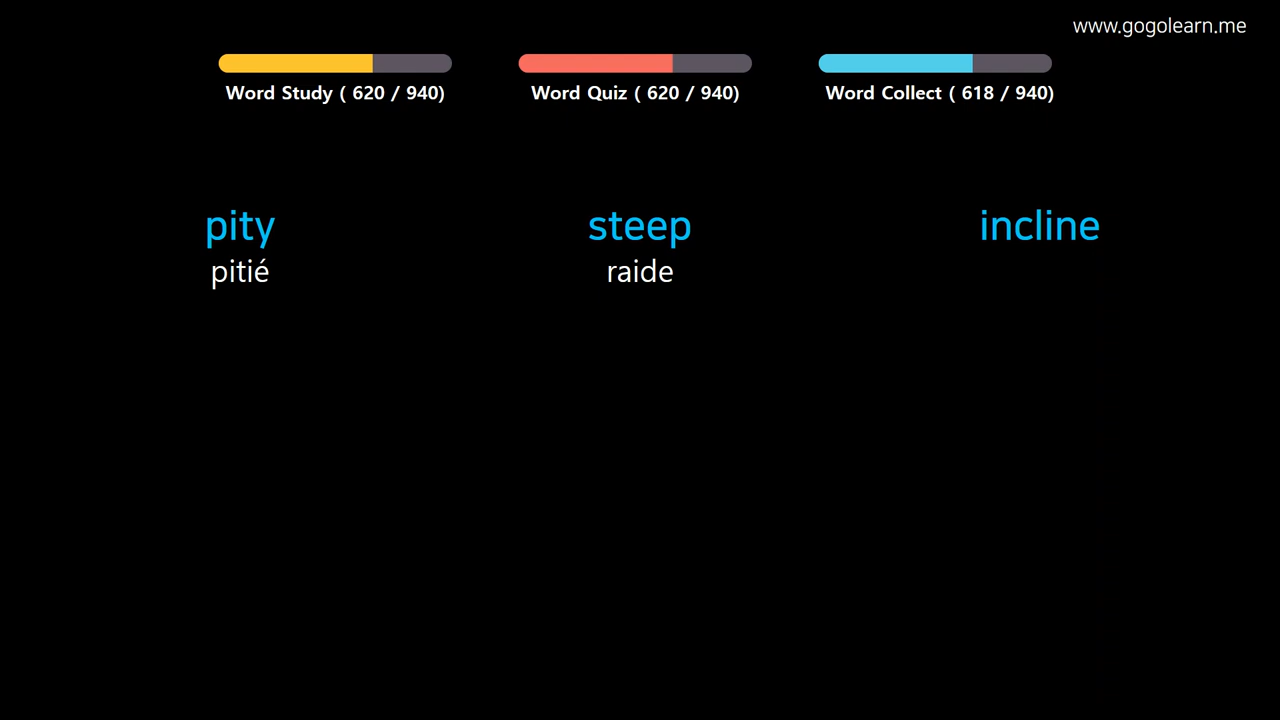 www.gogolearn.me
Word Study ( 620 / 940)
Word Quiz ( 620 / 940)
Word Collect ( 618 / 940)
pity
pitié
steep
raide
incline